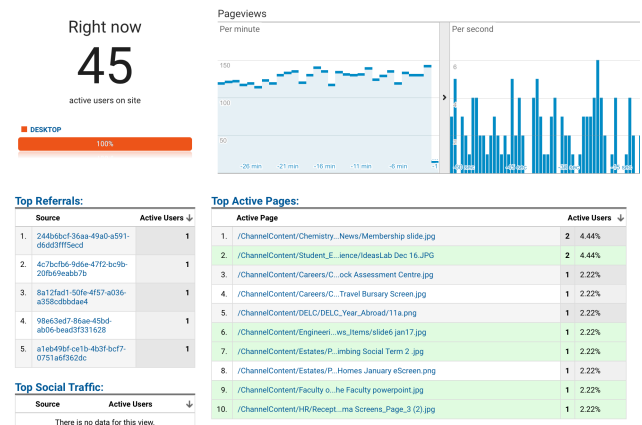 Right now
45
active users on site
DESKTOP
100%
Pageviews
Per minute
Per second
150
100
50
-26 min
-21 min
-16 min
-11 min
-6 min
-1
6
Top Referrals:
Source Active Users
1. 244b6bcf-36aa-49a0-a591-
d6dd3fff5ecd 1
2. 4c7bcfb6-9d6e-47f2-bc9b-
20fb69eabb7b 1
3. 8a12fad1-50fe-4f57-a036-
a358cdbbdae4 1
4. 98e63ed7-86ae-45bd-
ab06-bead3f331628 1
5. a1eb49bf-ce1b-4b3f-bcf7-
0751a6f362dc 1
Top Social Traffic:
Source Active Users
There is no data for this view.
Top Active Pages:
Active Page Active Users
1. /ChannelContent/Chemistry...News/Membership slide.jpg 2 4.44%
2. /ChannelContent/Student_E...ience/IdeasLab Dec 16.JPG 2 4.44%
3. /ChannelContent/Careers/C...ock Assessment Centre.jpg 1 2.22%
4. /ChannelContent/Careers/C...Travel Bursary Screen.jpg 1 2.22%
5. /ChannelContent/DELC/DELC_Year_Abroad/11a.png 1 2.22%
6. /ChannelContent/Engineeri...ws_Items/slide6 jan17.jpg 1 2.22%
7. /ChannelContent/Estates/P...imbing Social Term 2 .jpg 1 2.22%
8. /ChannelContent/Estates/P...Homes January eScreen.png 1 2.22%
9. /ChannelContent/Faculty o...he Faculty powerpoint.jpg 1 2.22%
10. /ChannelContent/HR/Recept...ma Screens_Page_3 (2).jpg 1 2.22%